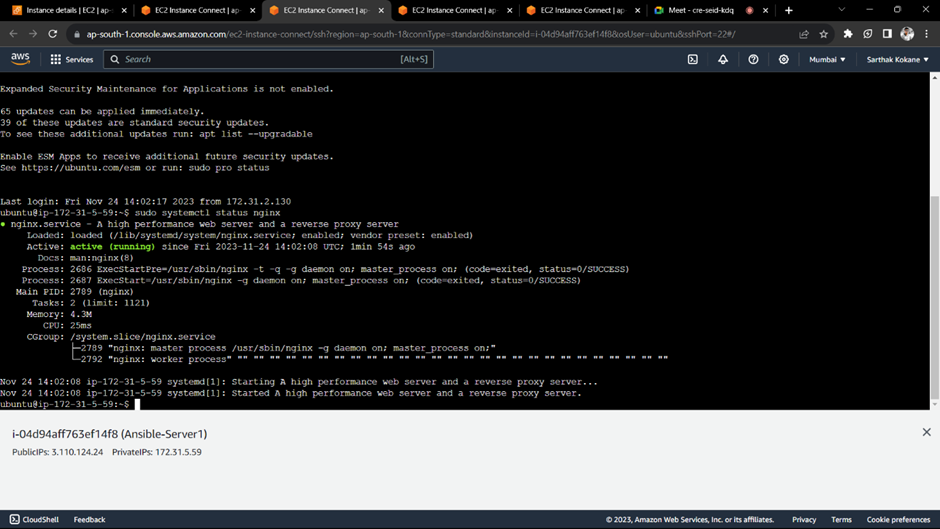 Instance details | EC2 | ap-
EC2 Instance Connect | ap-
EC2 Instance Connect | ap-
EC2 Instance Connect | ap-
EC2 Instance Connect | ap-
Meet - cre-seid-kdq
ap-south-1.console.aws.amazon.com/ec2-instance-connect/ssh?region=ap-south-1&connType=standard&instanceId=i-04d94aff763ef14f8&osUser=ubuntu&sshPort=22#/
aws Services Search [Alt+S] Mumbai Sarthak Kokane
Expanded Security Maintenance for Applications is not enabled.
65 updates can be applied immediately.
39 of these updates are standard security updates.
To see these additional updates run: apt list --upgradable
Enable ESM Apps to receive additional future security updates.
See https://ubuntu.com/esm or run: sudo pro status
Last login: Fri Nov 24 14:02:17 2023 from 172.31.2.130
ubuntu@ip-172-31-5-59:~$ sudo systemctl status nginx
● nginx.service - A high performance web server and a reverse proxy server
Loaded: loaded (/lib/systemd/system/nginx.service; enabled; vendor preset: enabled)
Active: active (running) since Fri 2023-11-24 14:02:08 UTC; 1min 54s ago
Docs: man:nginx(8)
Process: 2686 ExecStartPre=/usr/sbin/nginx -t -q -g daemon on; master_process on; (code=exited, status=0/SUCCESS)
Process: 2687 ExecStart=/usr/sbin/nginx -g daemon on; master_process on; (code=exited, status=0/SUCCESS)
Main PID: 2789 (nginx)
Tasks: 2 (limit: 1121)
Memory: 4.3M
CPU: 25ms
CGroup: /system.slice/nginx.service
├─2789 "nginx: master process /usr/sbin/nginx -g daemon on; master_process on;"
└─2792 "nginx: worker process" "" "" "" "" "" "" "" "" "" "" "" "" "" "" "" "" "" "" "" "" "" "" "" "" "" "" ""
Nov 24 14:02:08 ip-172-31-5-59 systemd[1]: Starting A high performance web server and a reverse proxy server...
Nov 24 14:02:08 ip-172-31-5-59 systemd[1]: Started A high performance web server and a reverse proxy server.
ubuntu@ip-172-31-5-59:~$
i-04d94aff763ef14f8 (Ansible-Server1)
PublicIPs: 3.110.124.24 PrivateIPs: 172.31.5.59
CloudShell Feedback © 2023, Amazon Web Services, Inc. or its affiliates. Privacy Terms Cookie preferences